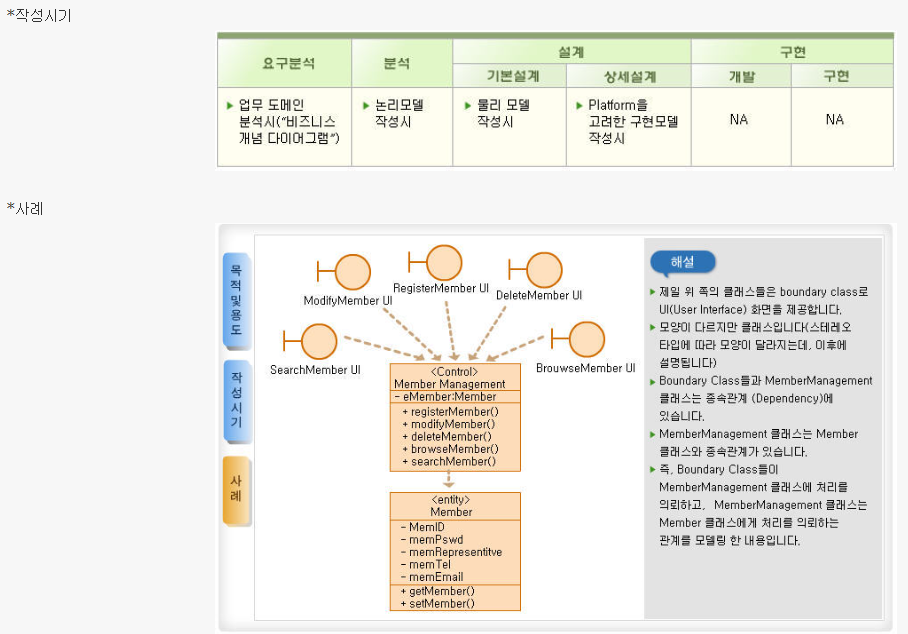 *작성시기
요구분석 분석 설계 구현
기본설계 상세설계 개발 구현
업무 도메인
분석시("비즈니스
개념 다이어그램")
논리모델
작성시
물리 모델
작성시
Platform을
고려한 구현모델
작성시
NA
NA
*사례
목적및용도
작성시기
사례
ModifyMember UI
RegisterMember UI
DeleteMember UI
SearchMember UI
BrouwseMember UI
<Control>
Member Management
- eMember:Member
+ registerMember()
+ modifyMember()
+ deleteMember()
+ browseMember()
+ searchMember()
<entity>
Member
- MemID
- memPswd
- memRepresentitve
- memTel
- memEmail
+ getMember()
+ setMember()
해설
제일 위 쪽의 클래스들은 boundary class로
UI(User Interface) 화면을 제공합니다.
모양이 다르지만 클래스입니다(스테레오
타입에 따라 모양이 달라지는데, 이후에
설명됩니다)
Boundary Class들과 MemberManagement
클래스는 종속관계 (Dependency)에
있습니다.
MemberManagement 클래스는 Member
클래스와 종속관계가 있습니다.
즉, Boundary Class들이
MemberManagement 클래스에 처리를
의뢰하고, MemberManagement 클래스는
Member 클래스에게 처리를 의뢰하는
관계를 모델링 한 내용입니다.